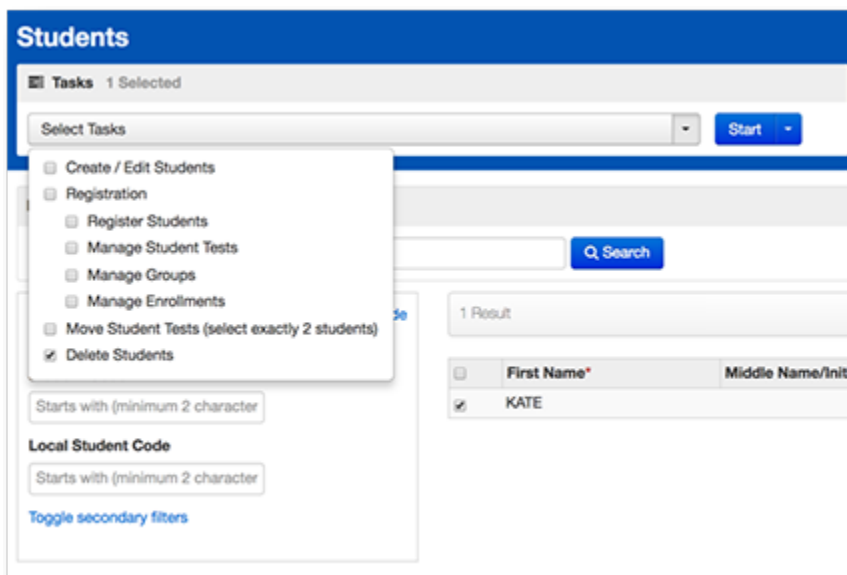 Students
Tasks 1 Selected
Select Tasks
Start
Create / Edit Students
Registration
Register Students
Manage Student Tests
Manage Groups
Manage Enrollments
Move Student Tests (select exactly 2 students)
Delete Students
Search
de
1 Result
First Name* Middle Name/Init
KATE
Starts with (minimum 2 character
Local Student Code
Starts with (minimum 2 character
Toggle secondary filters